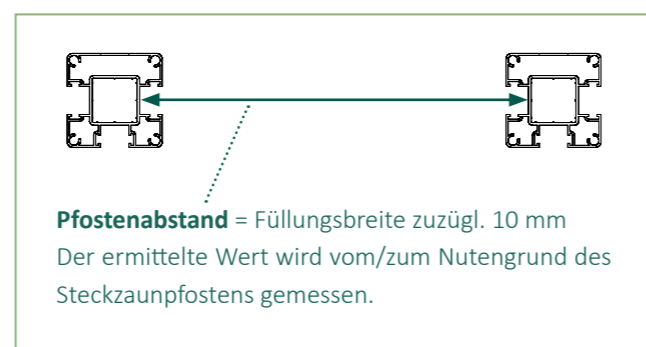 Pfostenabstand = Füllungsbreite zuzügl. 10 mm
Der ermittelte Wert wird vom/zum Nutengrund des
Steckzaunpfostens gemessen.